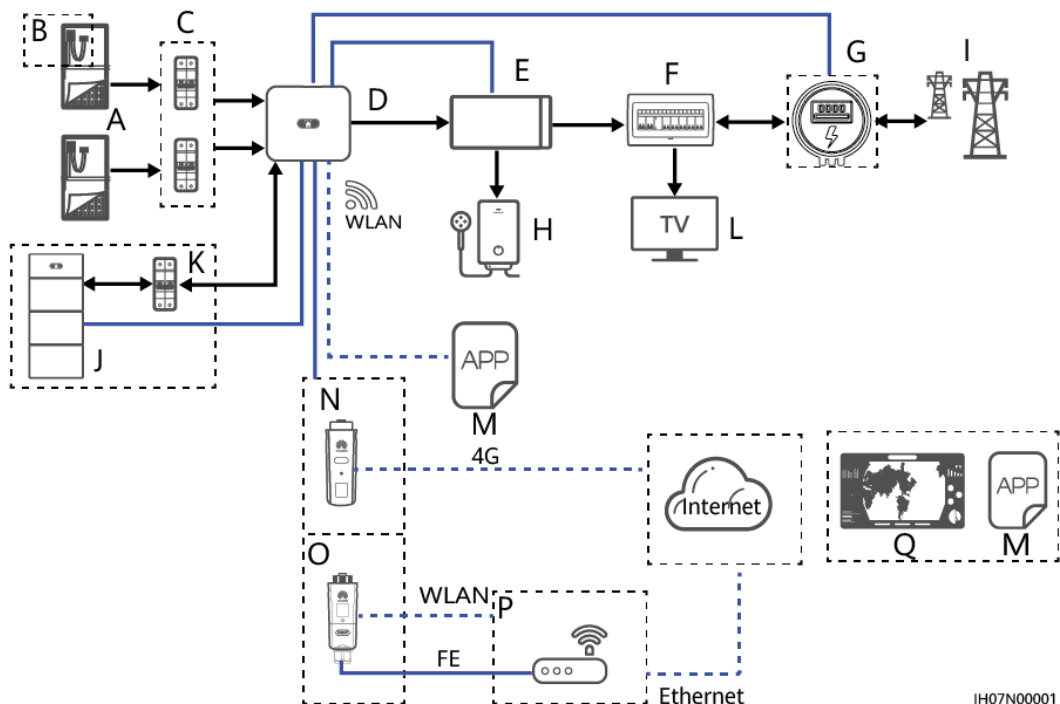 B
C
A
D
E
F
G
I
WLAN
H
TV
L
K
J
APP
M
4G
N
Internet
APP
Q
M
O
WLAN
P
FE
Ethernet
IH07N00001